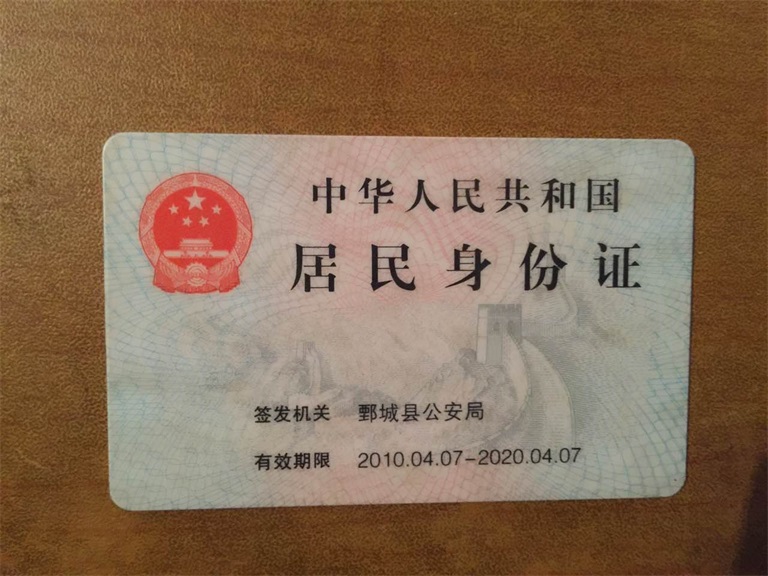 中华人民共和国
居民身份证
签发机关 鄄城县公安局
有效期限 2010.04.07-2020.04.07